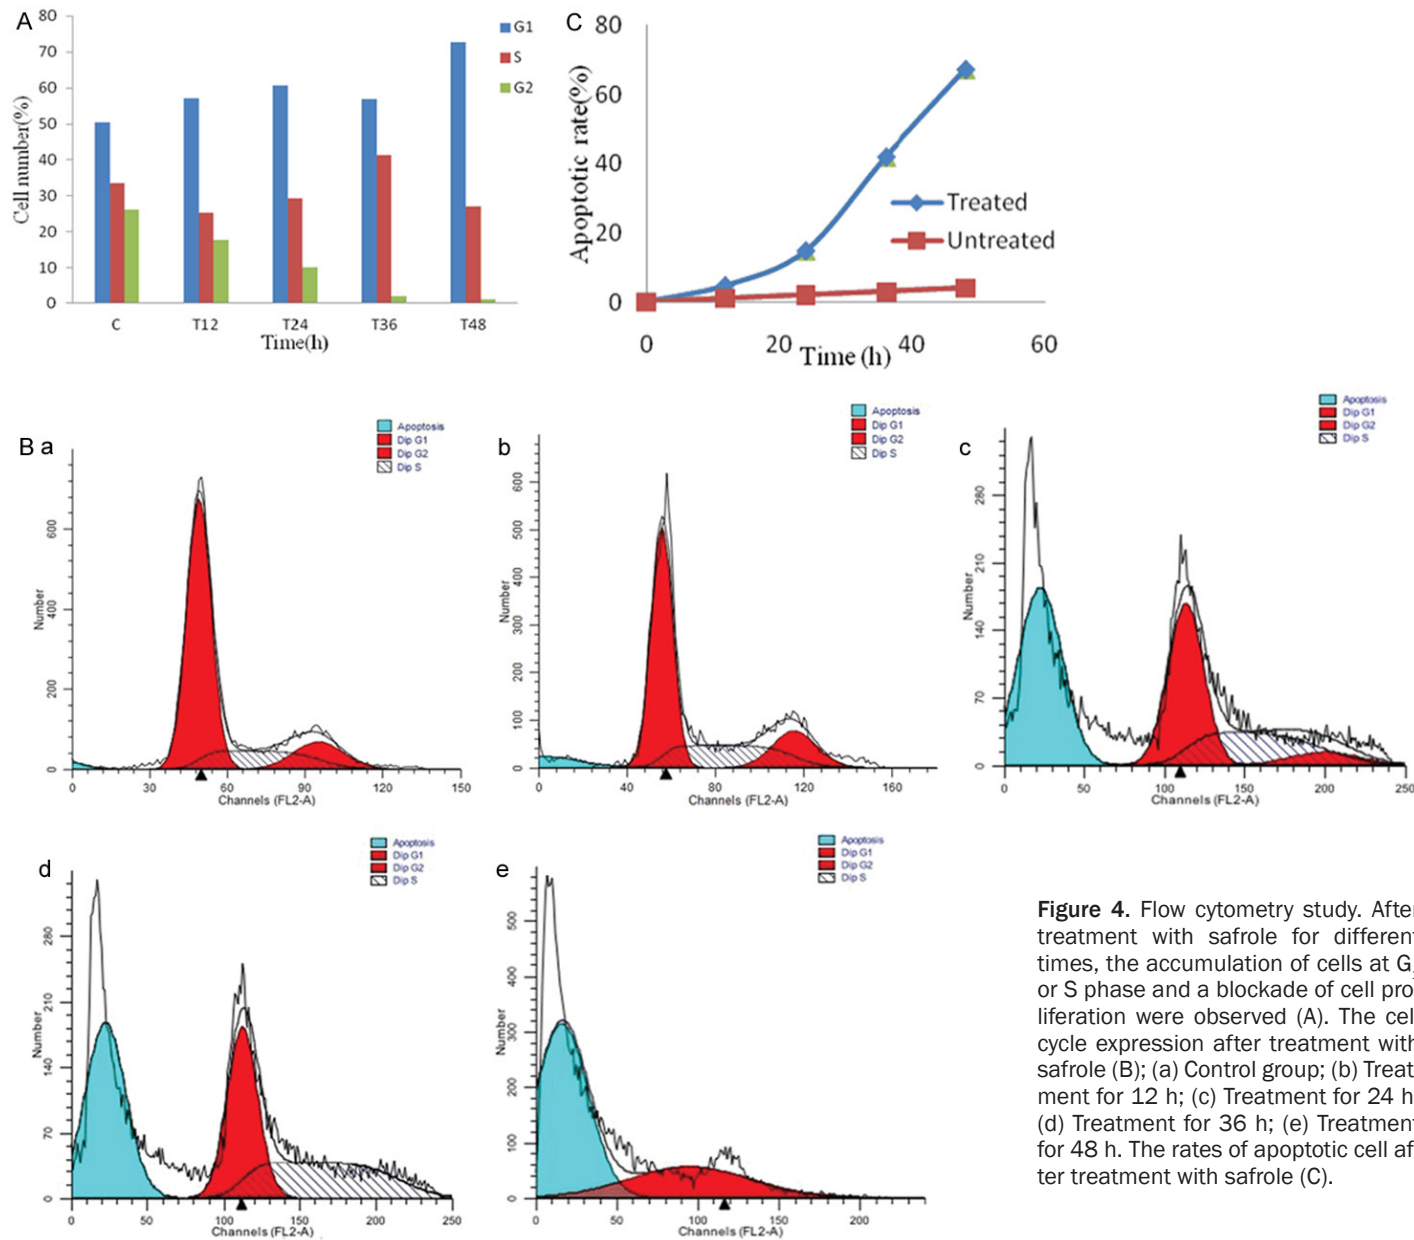 A
80
70
60
50
40
30
20
10
0
Cell number(%)
C
T12
T24
T36
T48
Time(h)
G1
S
G2
C
80
60
40
20
0
Apoptotic rate(%)
0
20
40
60
Time (h)
Treated
Untreated
B a
Apoptosis
Dip G1
Dip G2
Dip S
Number
0
200
400
600
0
30
60
90
120
150
Channels (FL2-A)
b
Apoptosis
Dip G1
Dip G2
Dip S
Number
0
100
200
300
400
500
600
0
40
80
120
160
Channels (FL2-A)
c
Apoptosis
Dip G1
Dip G2
Dip S
Number
0
70
140
210
280
0
50
100
150
200
250
Channels (FL2-A)
d
Apoptosis
Dip G1
Dip G2
Dip S
Number
0
70
140
210
280
0
50
100
150
200
250
Channels (FL2-A)
e
Apoptosis
Dip G1
Dip G2
Dip S
Number
0
100
200
300
400
500
0
50
100
150
200
Channels (FL2-A)
Figure 4. Flow cytometry study. After
treatment with safrole for different
times, the accumulation of cells at G
or S phase and a blockade of cell pro
liferation were observed (A). The cel
cycle expression after treatment with
safrole (B); (a) Control group; (b) Treat
ment for 12 h; (c) Treatment for 24 h
(d) Treatment for 36 h; (e) Treatment
for 48 h. The rates of apoptotic cell af
ter treatment with safrole (C).